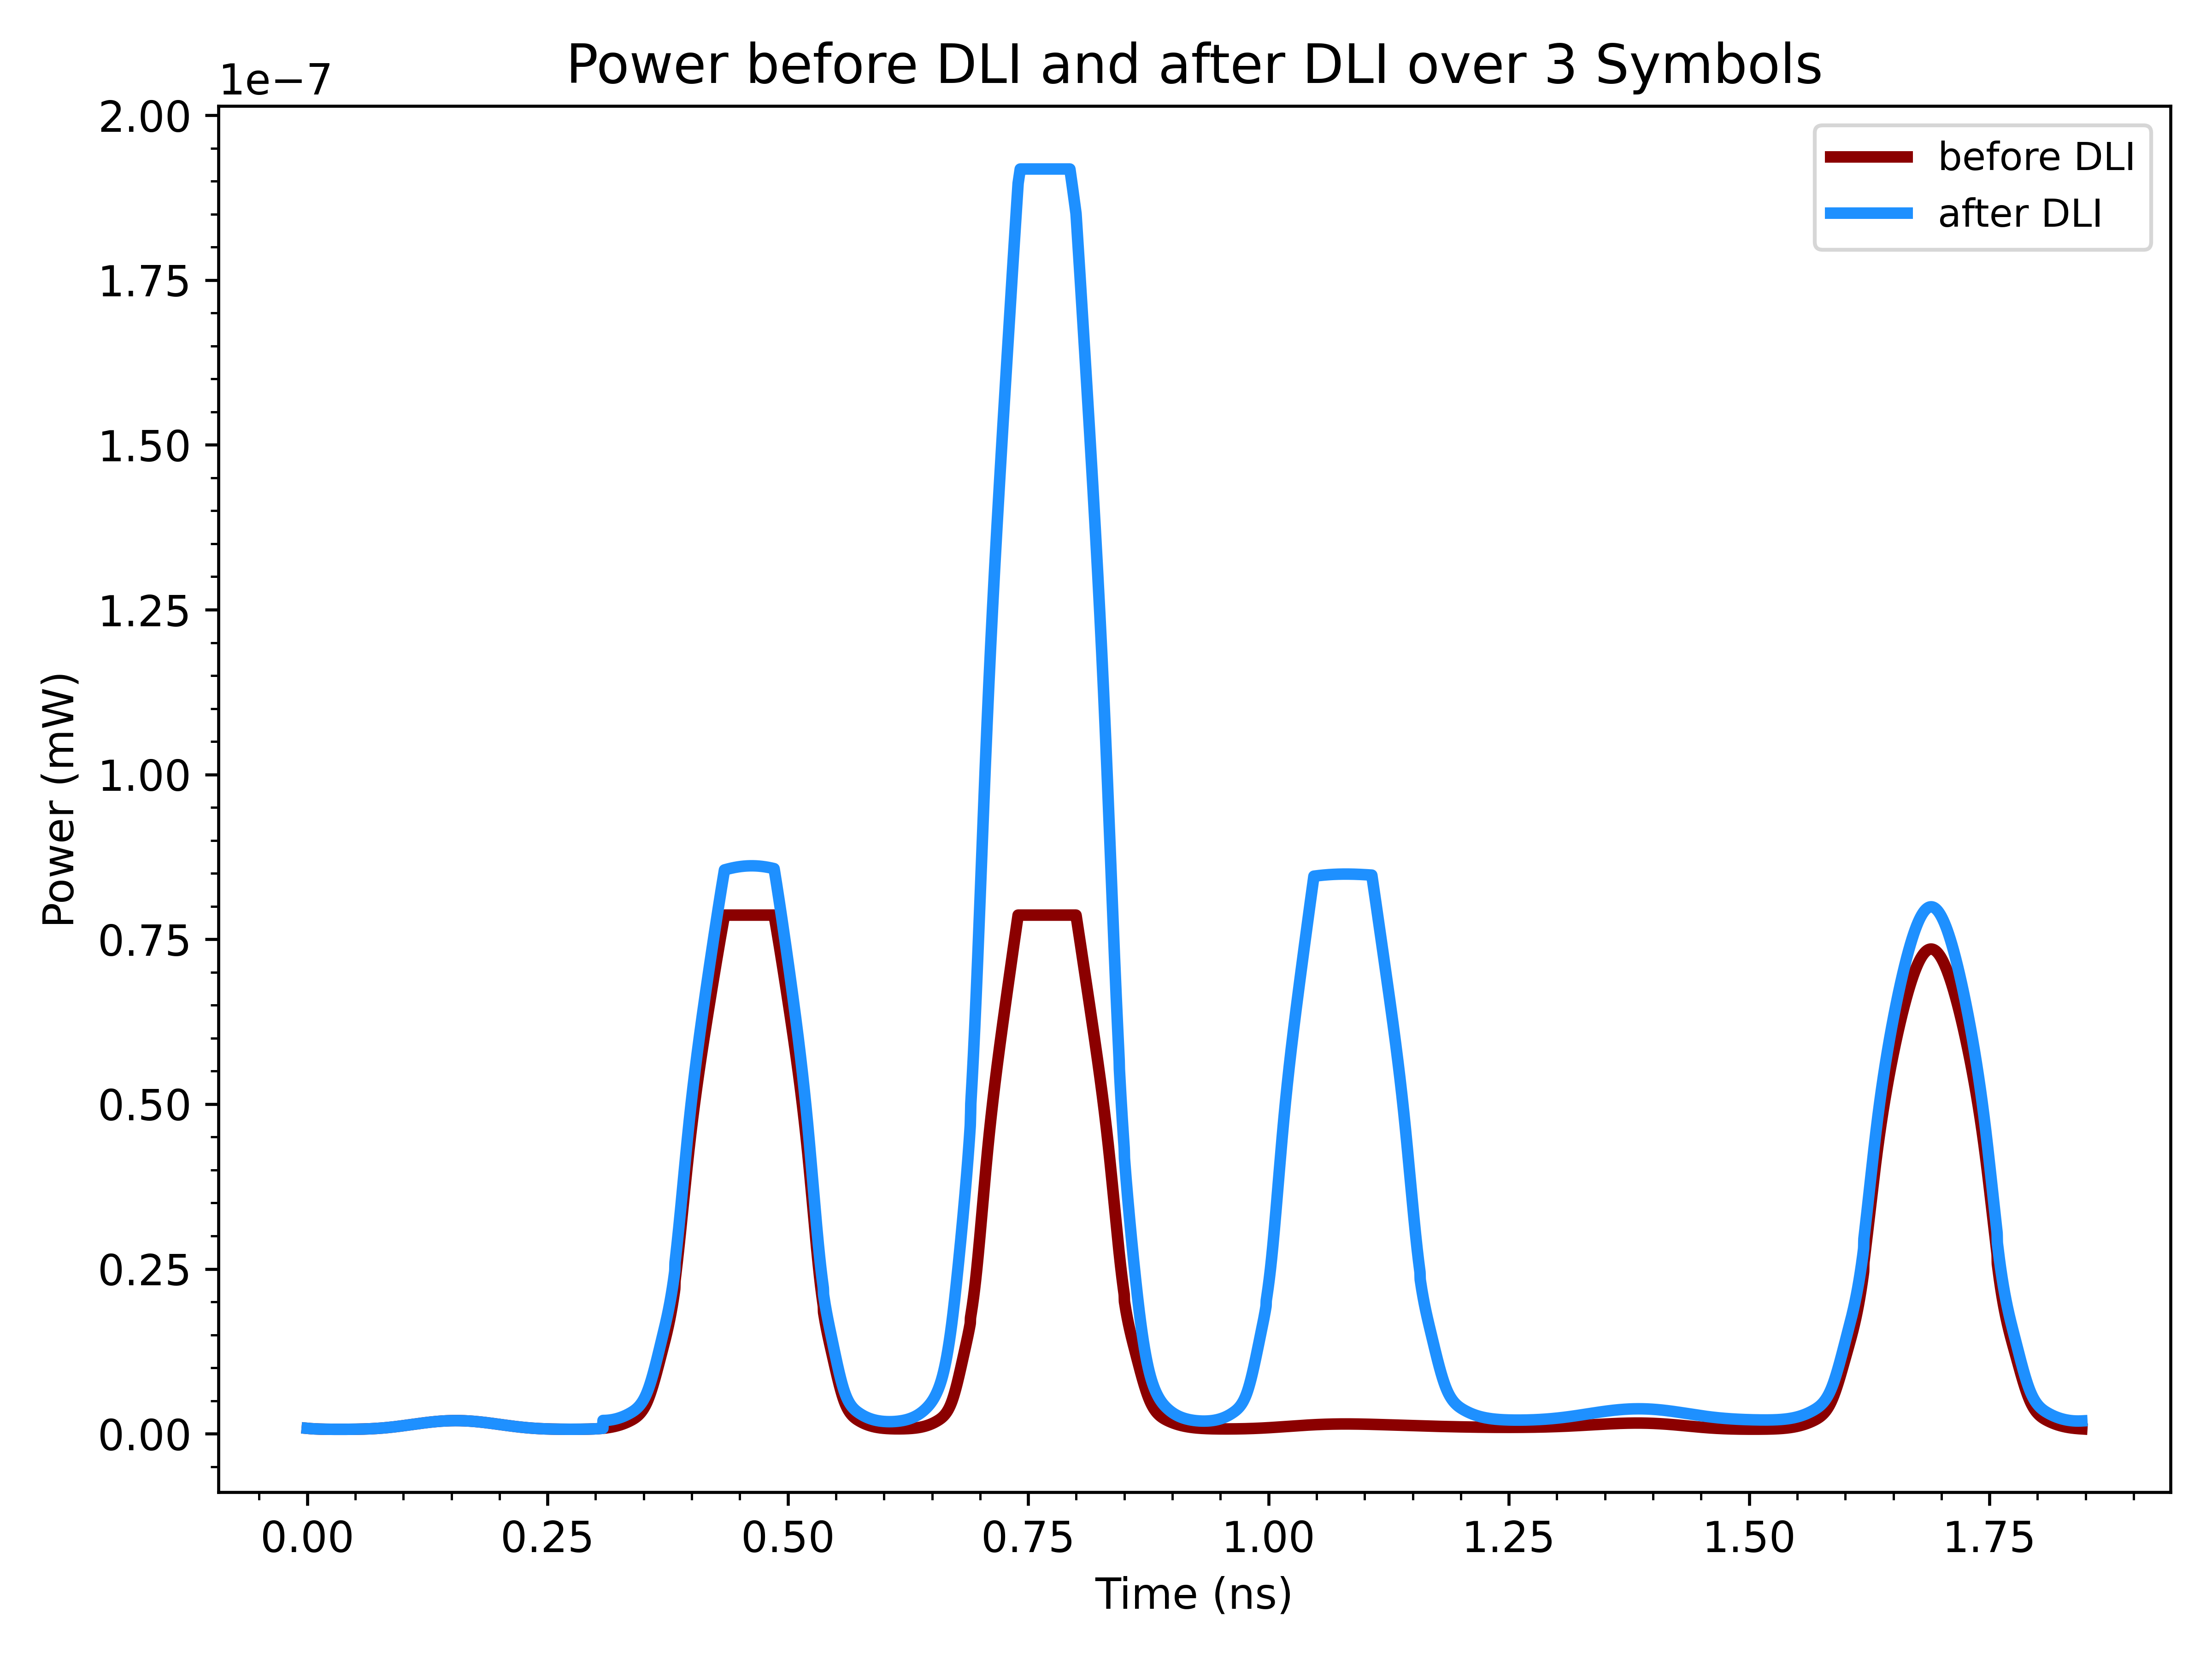 Power before DLI and after DLI over 3 Symbols
1e−7
before DLI
after DLI
2.00
1.75
1.50
1.25
1.00
0.75
0.50
0.25
0.00
Power (mW)
0.00 0.25 0.50 0.75 1.00 1.25 1.50 1.75
Time (ns)